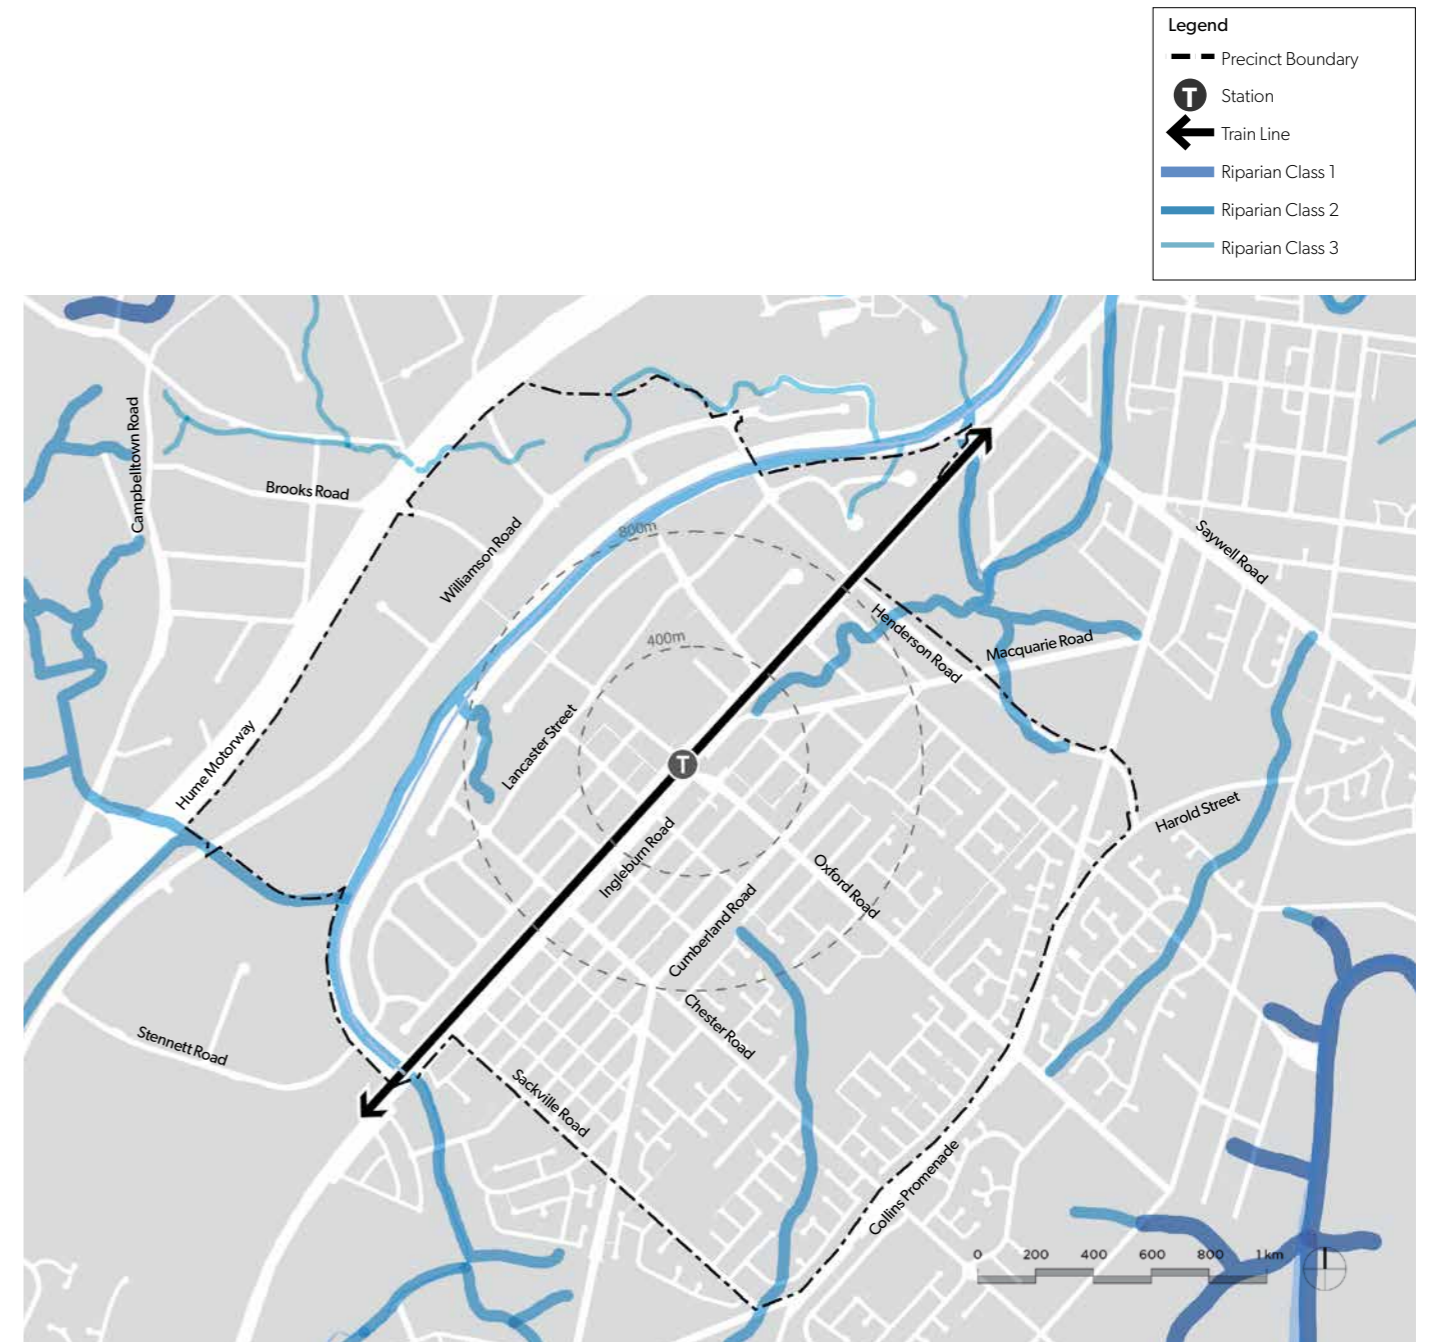 Legend
Precinct Boundary
T
Station
Train Line
Riparian Class 1
Riparian Class 2
Riparian Class 3
Campbelltown Road
Brooks Road
Williamson Road
800m
Saywell Road
400m
Henderson Road
Macquarie Road
Lancaster Street
Hume Motorway
T
Harold Street
Ingleburn Road
Oxford Road
Cumberland Road
Chester Road
Stennett Road
Sackville Road
Collins Promenade
0 200 400 600 800 1km